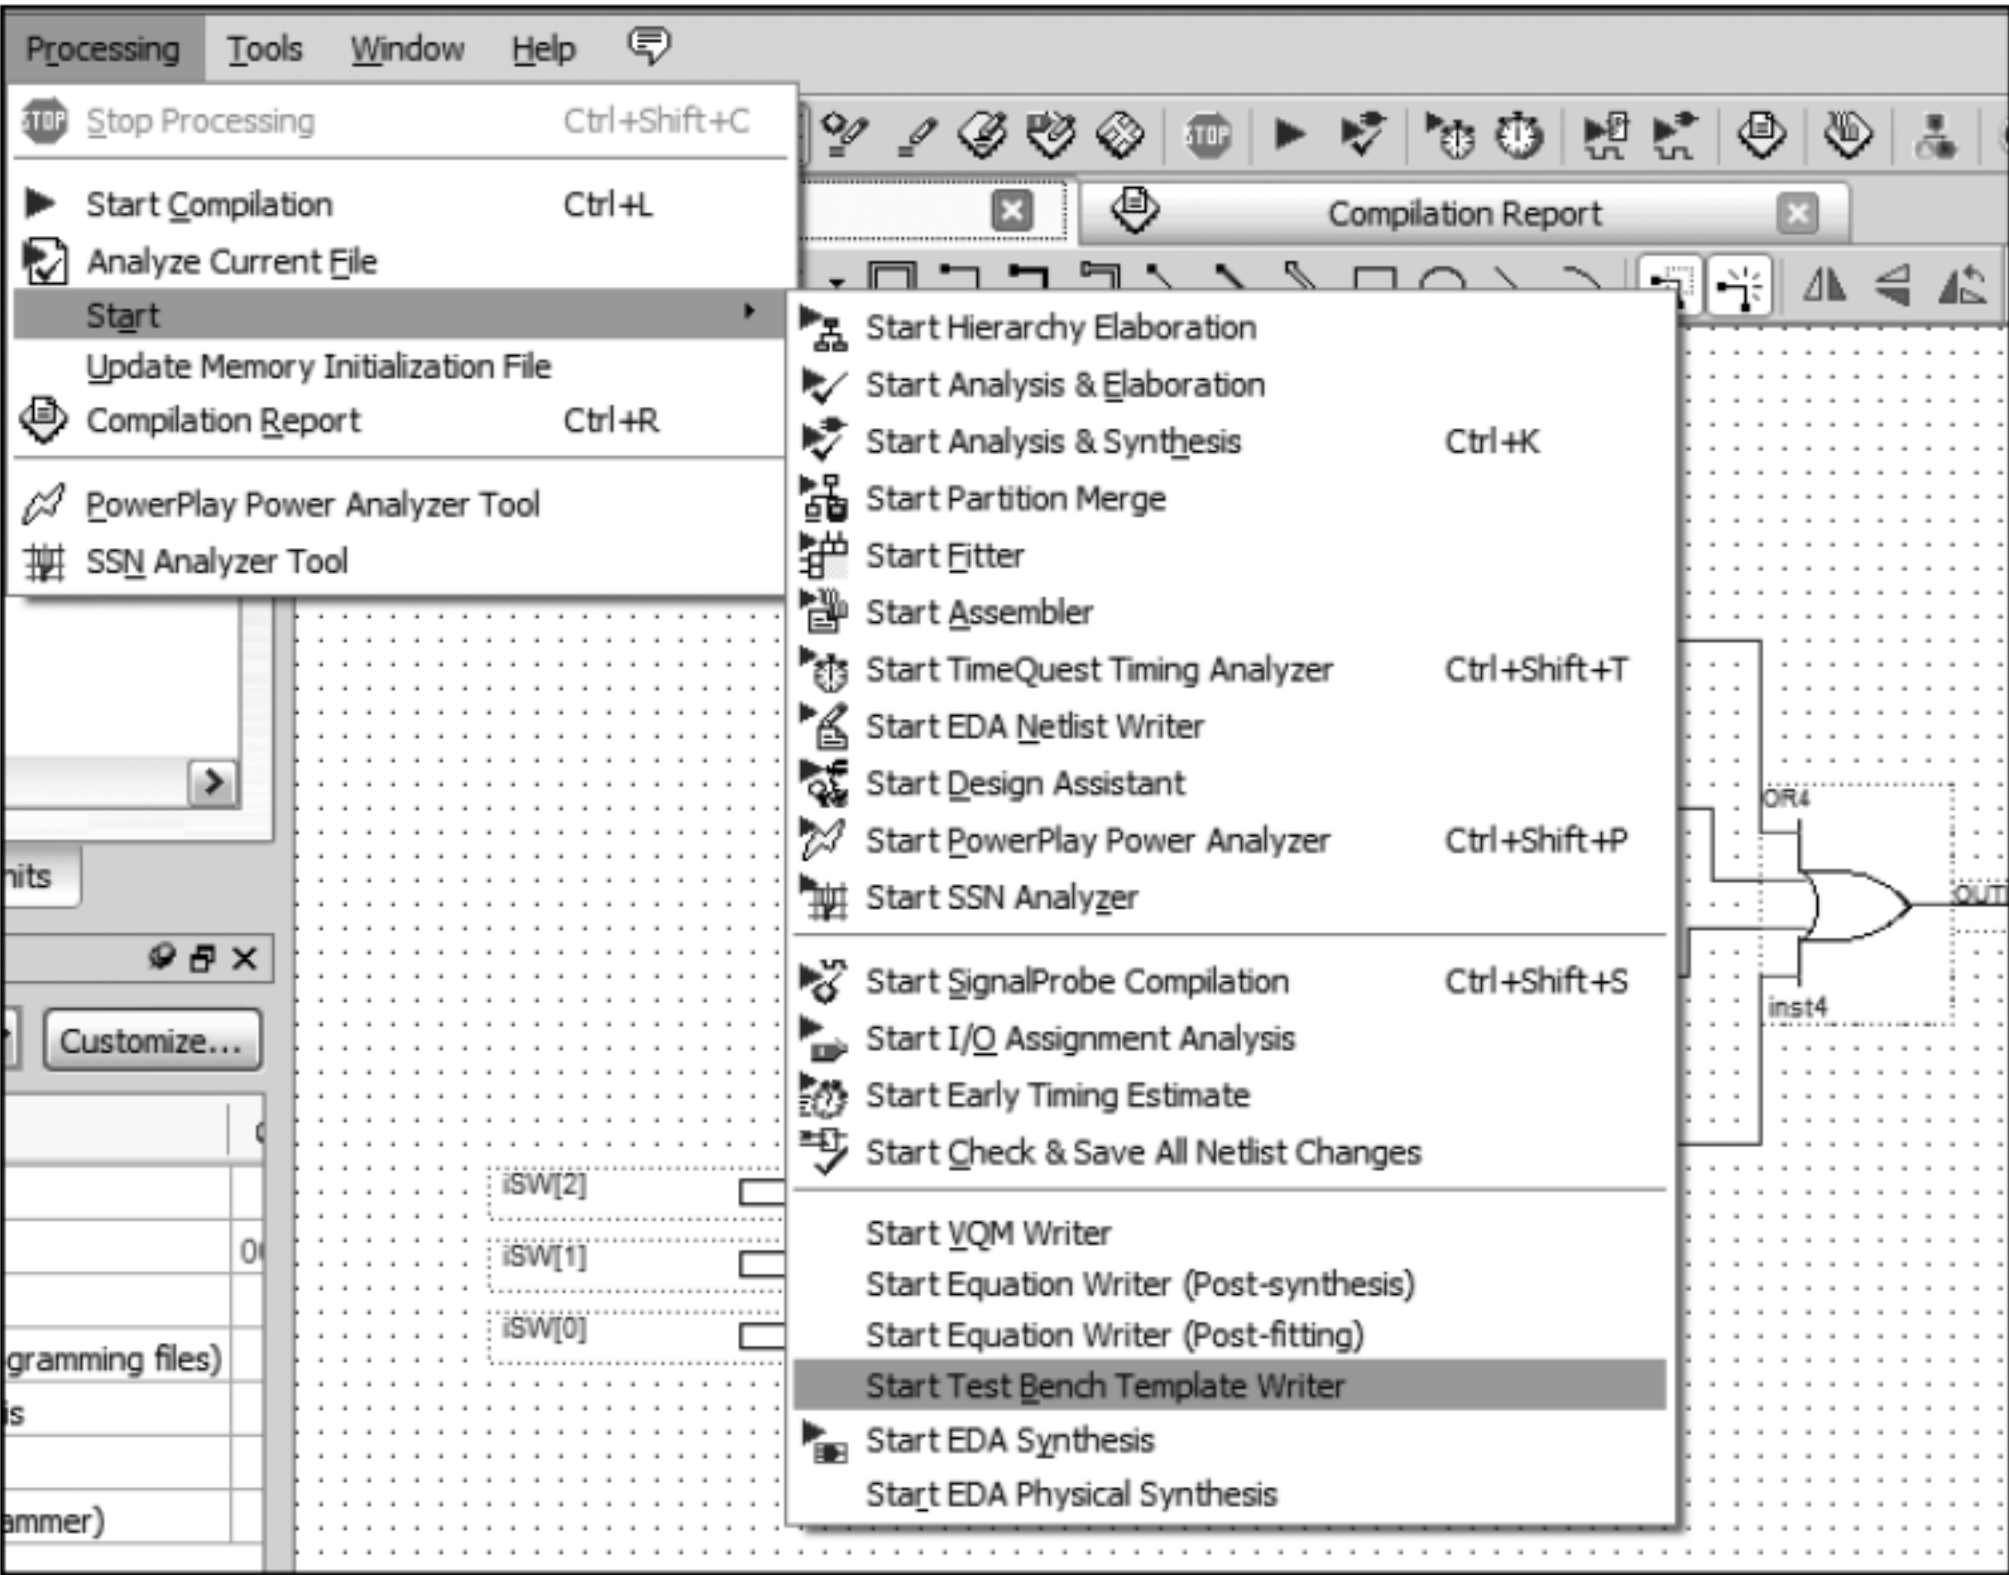 Processing Tools Window Help
Stop Processing Ctrl+Shift+C
Start Compilation Ctrl+L
Analyze Current File
Start
Update Memory Initialization File
Compilation Report Ctrl+R
PowerPlay Power Analyzer Tool
SSN Analyzer Tool
STOP
Compilation Report
Start Hierarchy Elaboration
Start Analysis & Elaboration
Start Analysis & Synthesis Ctrl+K
Start Partition Merge
Start Fitter
Start Assembler
Start TimeQuest Timing Analyzer Ctrl+Shift+T
Start EDA Netlist Writer
Start Design Assistant
Start PowerPlay Power Analyzer Ctrl+Shift+P
Start SSN Analyzer
Start SignalProbe Compilation Ctrl+Shift+S
Start I/O Assignment Analysis
Start Early Timing Estimate
Start Check & Save All Netlist Changes
Start VQM Writer
Start Equation Writer (Post-synthesis)
Start Equation Writer (Post-fitting)
Start Test Bench Template Writer
Start EDA Synthesis
Start EDA Physical Synthesis
nits
Customize...
gramming files)
is
ammer)
iSW[2]
iSW[1]
iSW[0]
OR4
OUT
inst4